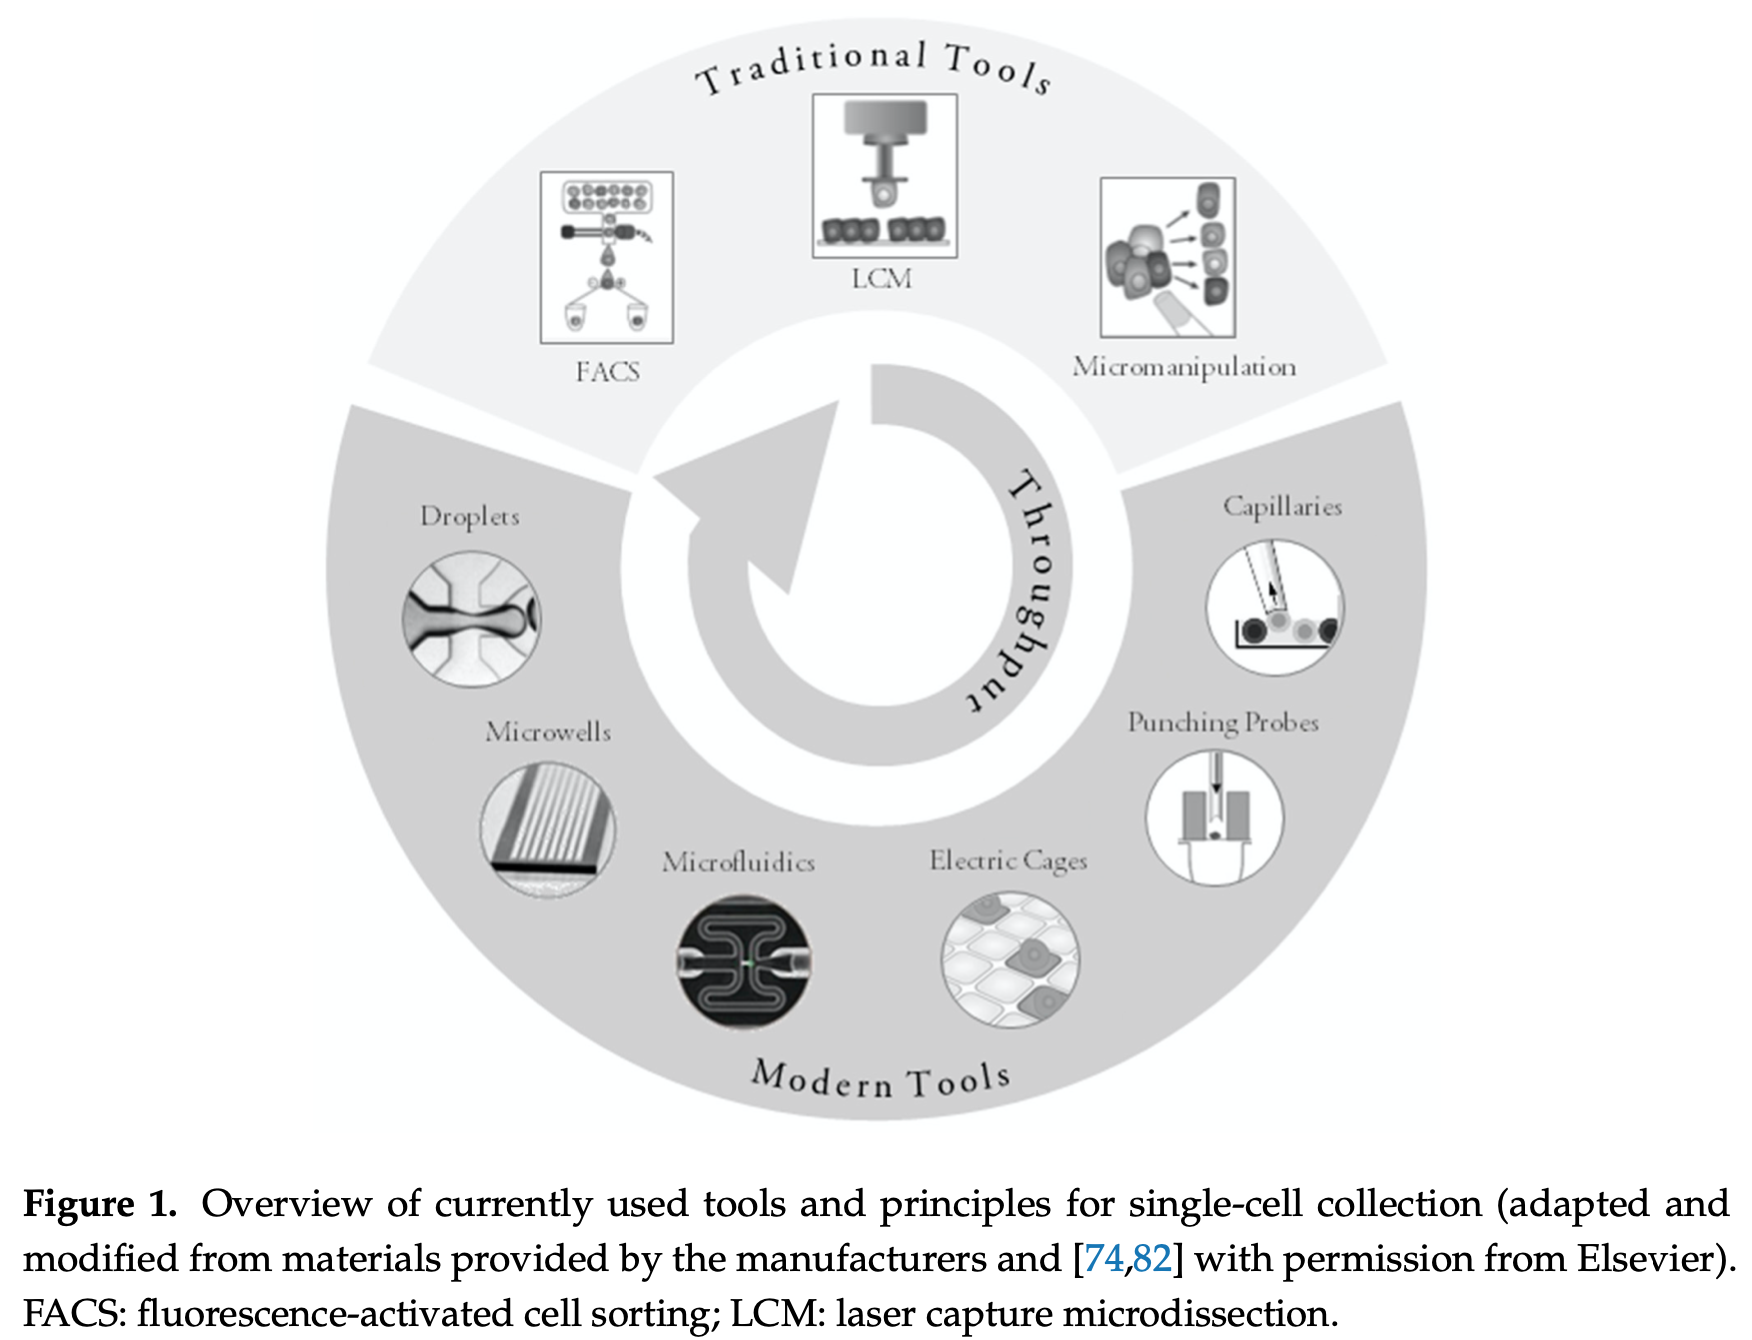 Traditional Tools
LCM
FACS
Micromanipulation
Throughput
Droplets
Capillaries
Microwells
Punching Probes
Microfluidics
Electric Cages
Modern Tools
Figure 1. Overview of currently used tools and principles for single-cell collection (adapted and
modified from materials provided by the manufacturers and [74,82] with permission from Elsevier).
FACS: fluorescence-activated cell sorting; LCM: laser capture microdissection.